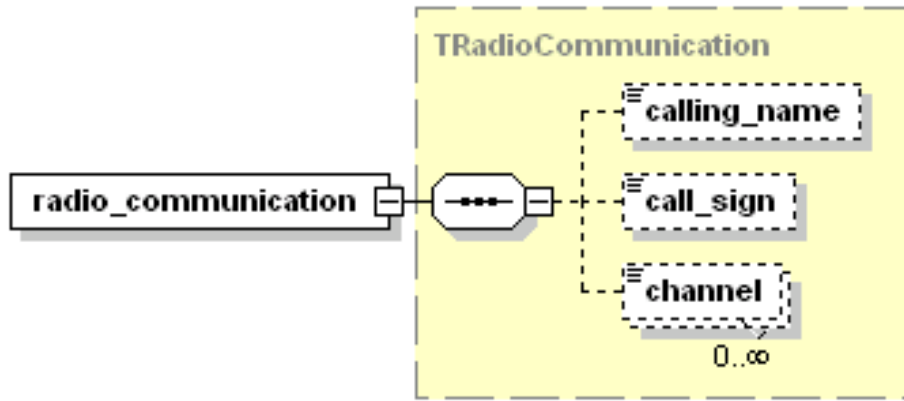 TRadioCommunication
calling_name
radio_communication
call_sign
channel
0..∞